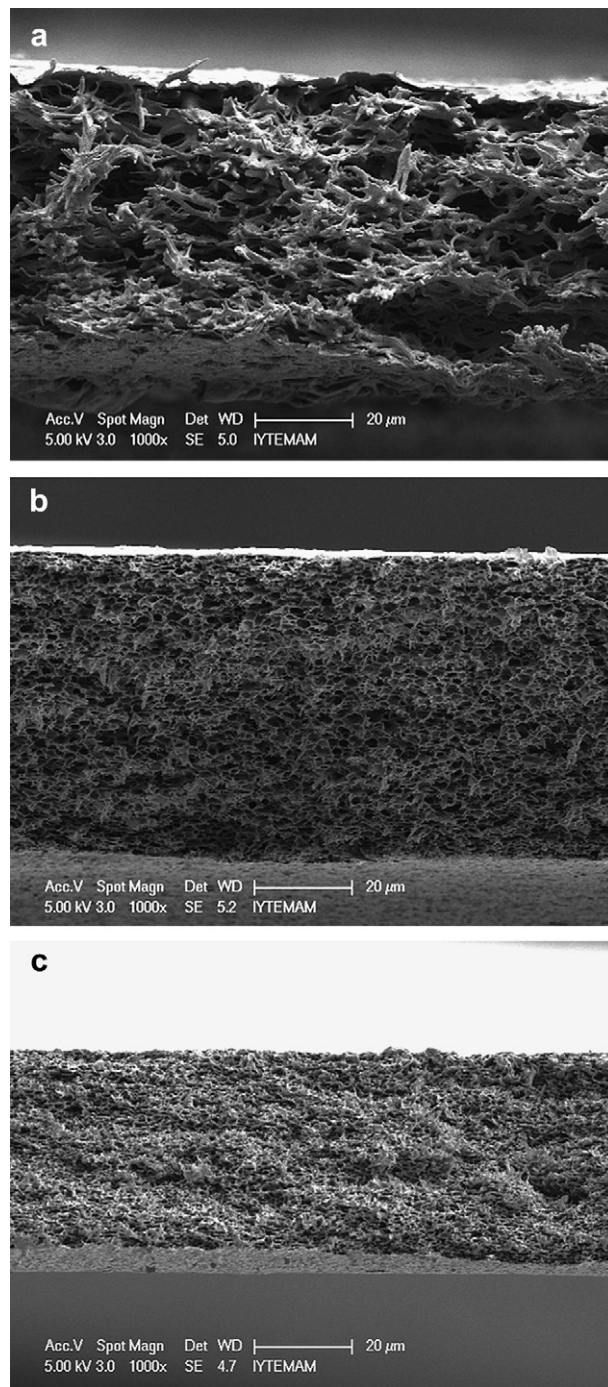 a
Acc.V Spot Magn Det WD 20 µm
5.00 kV 3.0 1000x SE 5.0 IYTEMAM
b
Acc.V Spot Magn Det WD 20 µm
5.00 kV 3.0 1000x SE 5.2 IYTEMAM
c
Acc.V Spot Magn Det WD 20 µm
5.00 kV 3.0 1000x SE 4.7 IYTEMAM